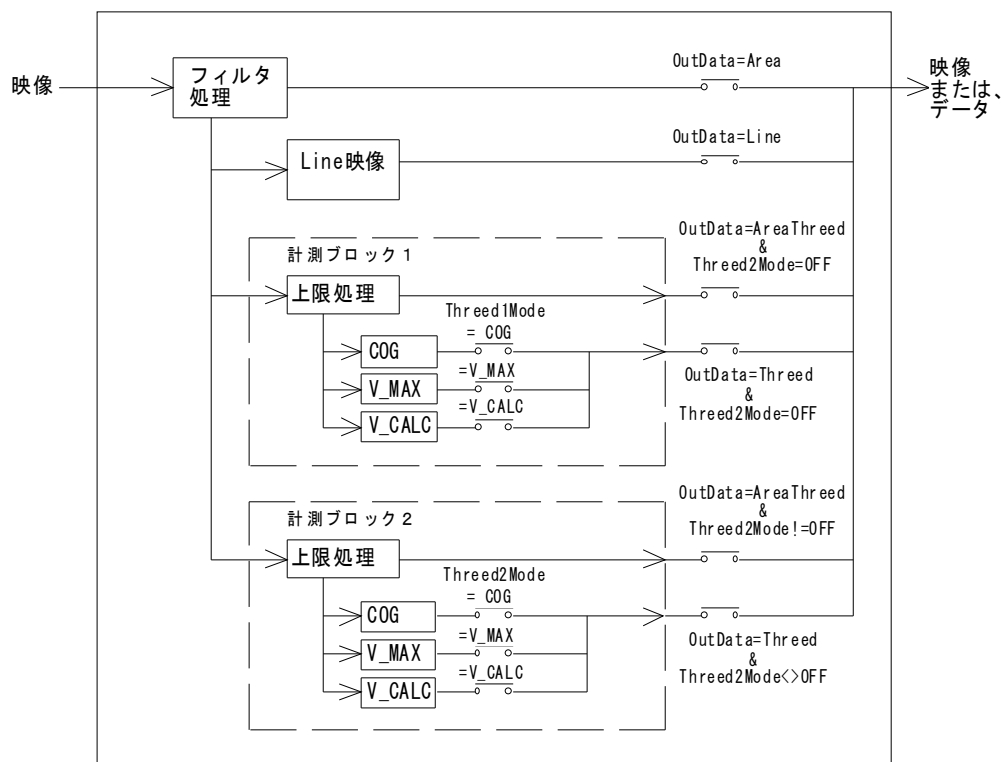 OutData=Area
映像
フィルタ
処理
映像
または、
データ
OutData=Line
Line映像
OutData=AreaThreed
&
Threed2Mode=OFF
計測ブロック１
上限処理
Threed1Mode
= COG
COG
=V_MAX
V_MAX
=V_CALC
V_CALC
OutData=Threed
&
Threed2Mode=OFF
OutData=AreaThreed
&
Threed2Mode!=OFF
計測ブロック２
上限処理
Threed2Mode
= COG
COG
=V_MAX
V_MAX
=V_CALC
V_CALC
OutData=Threed
&
Threed2Mode<>OFF